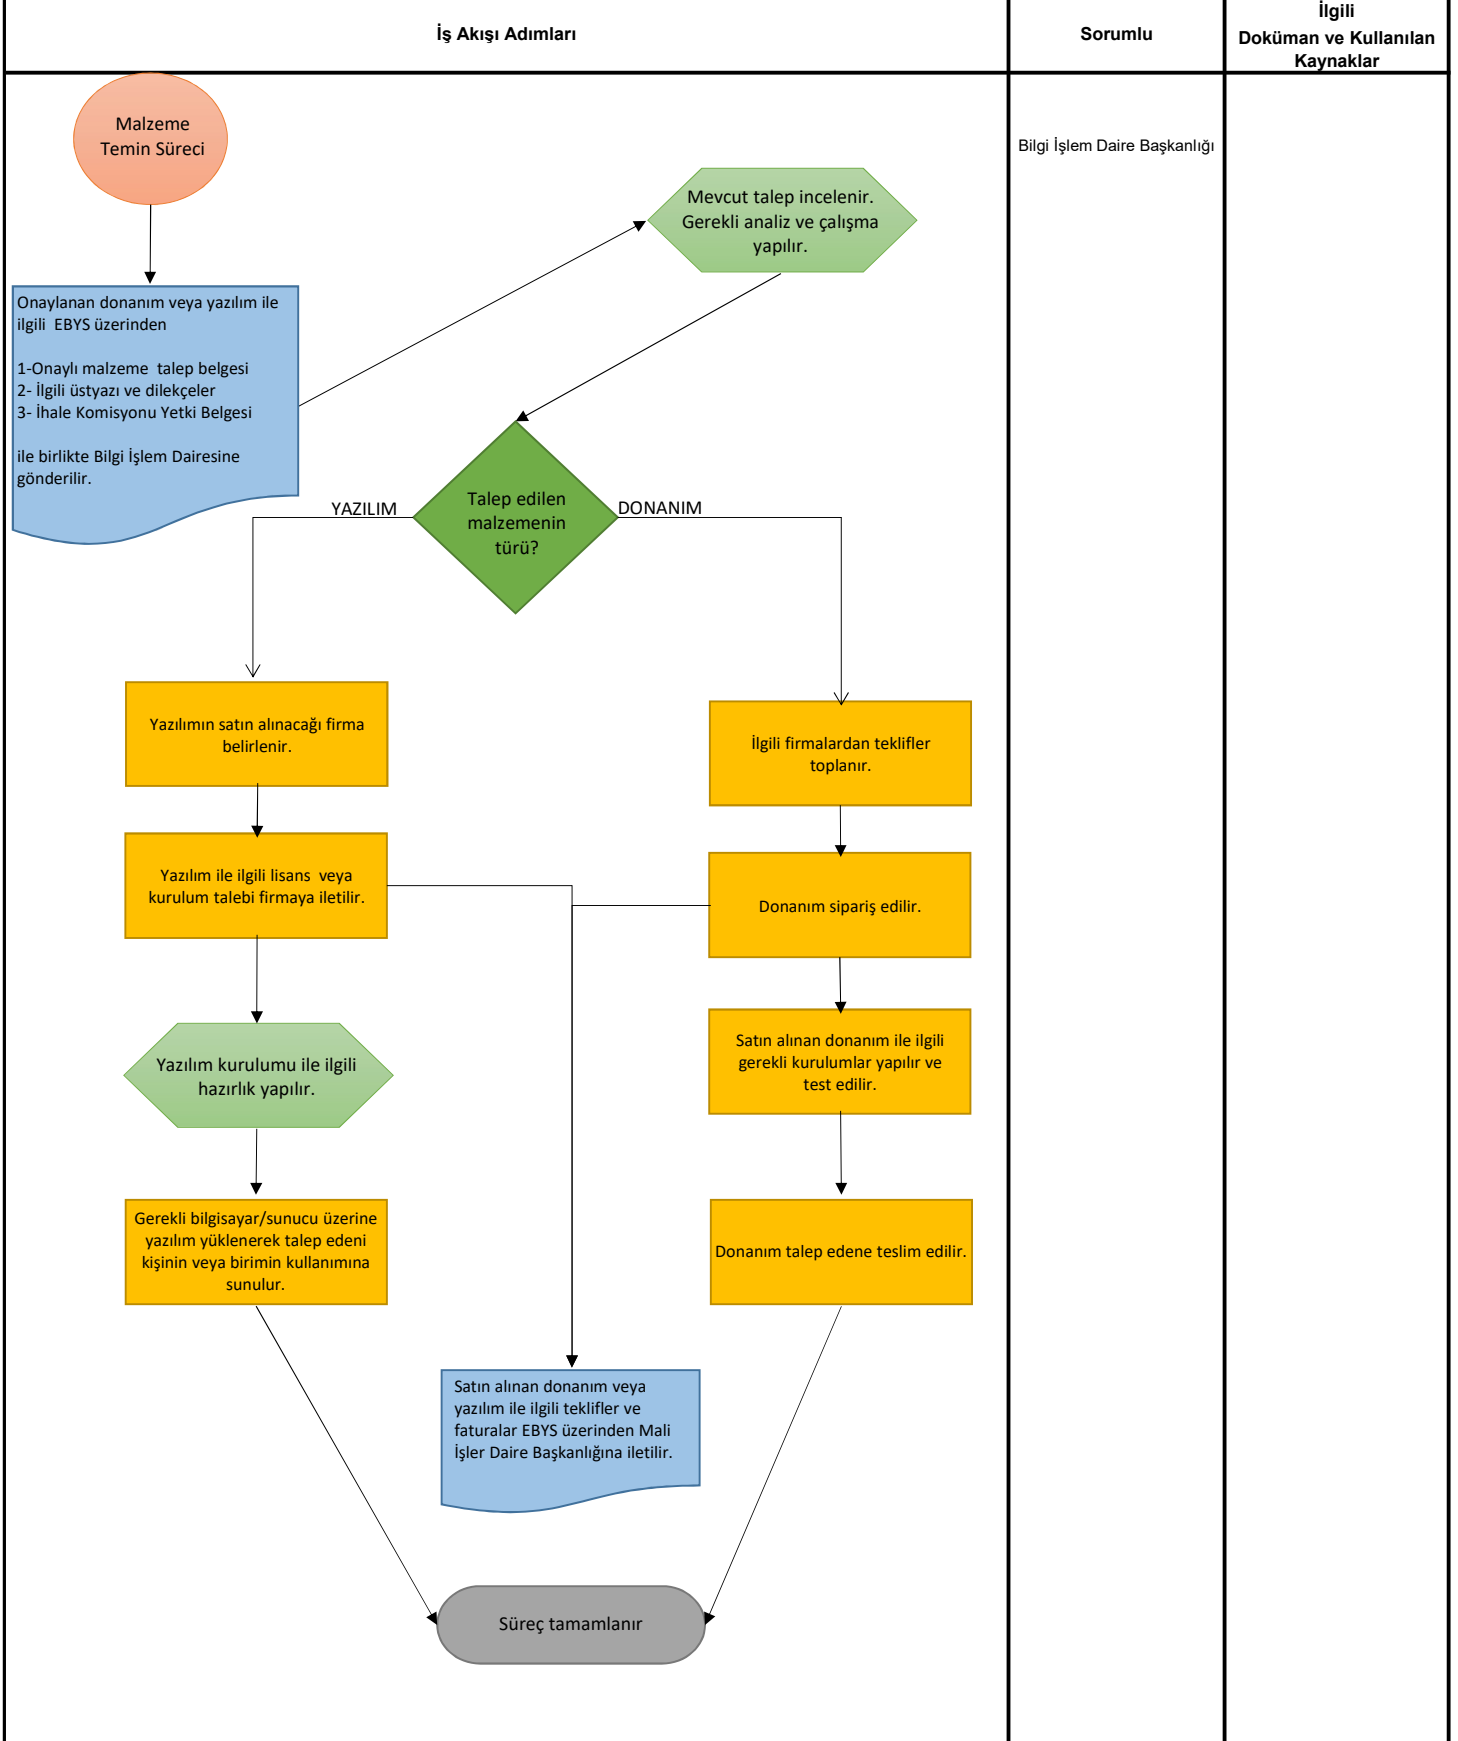 İş Akışı Adımları
Sorumlu
İlgili
Doküman ve Kullanılan
Kaynaklar
Malzeme
Temin Süreci
Bilgi İşlem Daire Başkanlığı
Mevcut talep incelenir.
Gerekli analiz ve çalışma
yapılır.
Onaylanan donanım veya yazılım ile
ilgili EBYS üzerinden
1-Onaylı malzeme talep belgesi
2- İlgili üstyazı ve dilekçeler
3- İhale Komisyonu Yetki Belgesi
ile birlikte Bilgi İşlem Dairesine
gönderilir.
YAZILIM
Talep edilen
malzemenin
türü?
DONANIM
Yazılımın satın alınacağı firma
belirlenir.
İlgili firmalardan teklifler
toplanır.
Yazılım ile ilgili lisans veya
kurulum talebi firmaya iletilir.
Donanım sipariş edilir.
Yazılım kurulumu ile ilgili
hazırlık yapılır.
Satın alınan donanım ile ilgili
gerekli kurulumlar yapılır ve
test edilir.
Gerekli bilgisayar/sunucu üzerine
yazılım yüklenerek talep edeni
kişinin veya birimin kullanımına
sunulur.
Donanım talep edene teslim edilir.
Satın alınan donanım veya
yazılım ile ilgili teklifler ve
faturalar EBYS üzerinden Mali
İşler Daire Başkanlığına iletilir.
Süreç tamamlanır